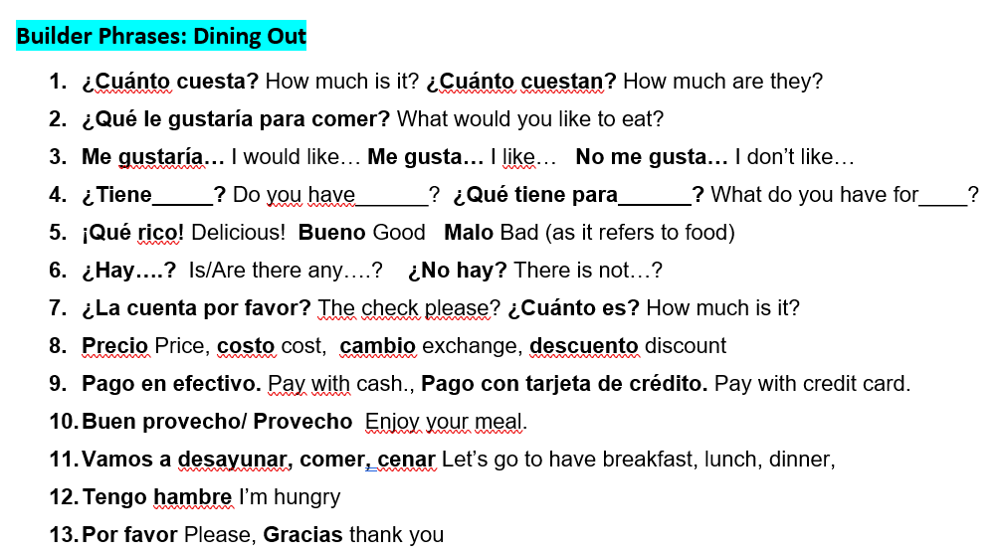 Builder Phrases: Dining Out
1. ¿Cuánto cuesta? How much is it? ¿Cuánto cuestan? How much are they?
2. ¿Qué le gustaría para comer? What would you like to eat?
3. Me gustaría… I would like… Me gusta… I like… No me gusta… I don’t like…
4. ¿Tiene_____? Do you have______? ¿Qué tiene para______? What do you have for____?
5. ¡Qué rico! Delicious! Bueno Good Malo Bad (as it refers to food)
6. ¿Hay….? Is/Are there any….? ¿No hay? There is not…?
7. ¿La cuenta por favor? The check please? ¿Cuánto es? How much is it?
8. Precio Price, costo cost, cambio exchange, descuento discount
9. Pago en efectivo. Pay with cash., Pago con tarjeta de crédito. Pay with credit card.
10. Buen provecho/ Provecho Enjoy your meal.
11. Vamos a desayunar, comer, cenar Let’s go to have breakfast, lunch, dinner,
12. Tengo hambre I’m hungry
13. Por favor Please, Gracias thank you